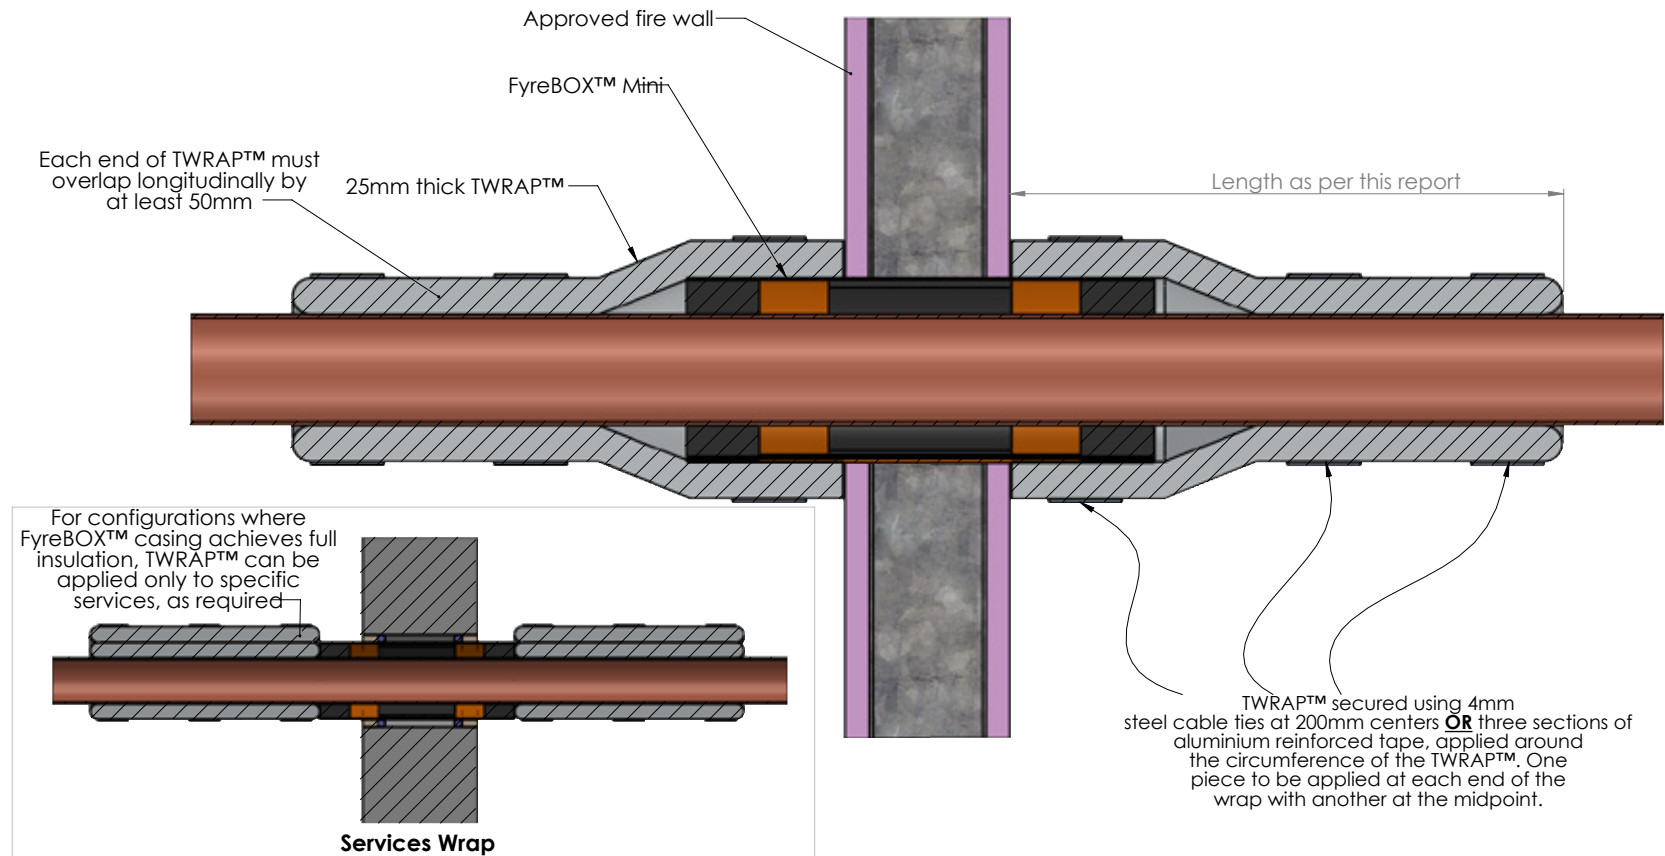 Approved fire wall
FyreBOX™ Mini
Each end of TWRAP™ must
overlap longitudinally by
at least 50mm
25mm thick TWRAP™
Length as per this report
For configurations where
FyreBOX™ casing achieves full
insulation, TWRAP™ can be
applied only to specific
services, as required
Services Wrap
TWRAP™ secured using 4mm
steel cable ties at 200mm centers OR three sections of
aluminium reinforced tape, applied around
the circumference of the TWRAP™. One
piece to be applied at each end of the
wrap with another at the midpoint.